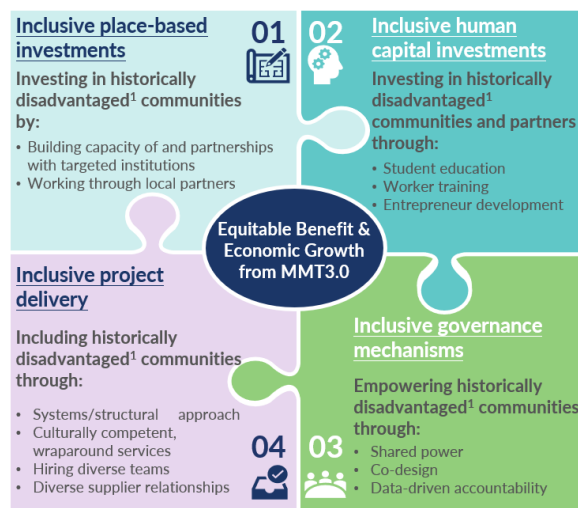 Inclusive place-based
investments
01
Investing in historically
disadvantaged¹ communities
by:
• Building capacity of and partnerships
with targeted institutions
• Working through local partners
02
Inclusive human
capital investments
Investing in historically
disadvantaged¹
communities and partners
through:
• Student education
• Worker training
• Entrepreneur development
Equitable Benefit &
Economic Growth
from MMT3.0
Inclusive project
delivery
Including historically
disadvantaged¹ communities
through:
• Systems/structural approach
• Culturally competent,
wraparound services
• Hiring diverse teams
• Diverse supplier relationships
04
Inclusive governance
mechanisms
Empowering historically
disadvantaged¹ communities
through:
03
• Shared power
• Co-design
• Data-driven accountability